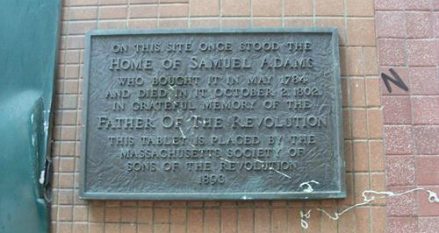 ON THIS SITE ONCE STOOD THE
HOME OF SAMUEL ADAMS
WHO BOUGHT IT IN MAY 1784
AND DIED IN IT OCTOBER 2, 1802.
IN GRATEFUL MEMORY OF THE
FATHER OF THE REVOLUTION
THIS TABLET IS PLACED BY THE
MASSACHUSETTS SOCIETY OF
SONS OF THE REVOLUTION
1893
N